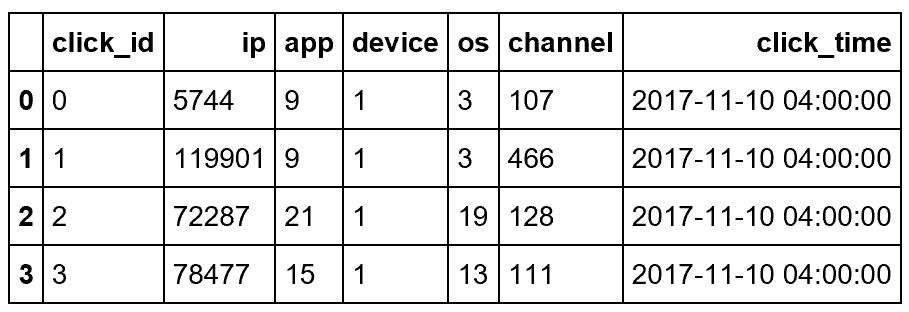 click_id ip app device os channel click_time
0 0 5744 9 1 3 107 2017-11-10 04:00:00
1 1 119901 9 1 3 466 2017-11-10 04:00:00
2 2 72287 21 1 19 128 2017-11-10 04:00:00
3 3 78477 15 1 13 111 2017-11-10 04:00:00